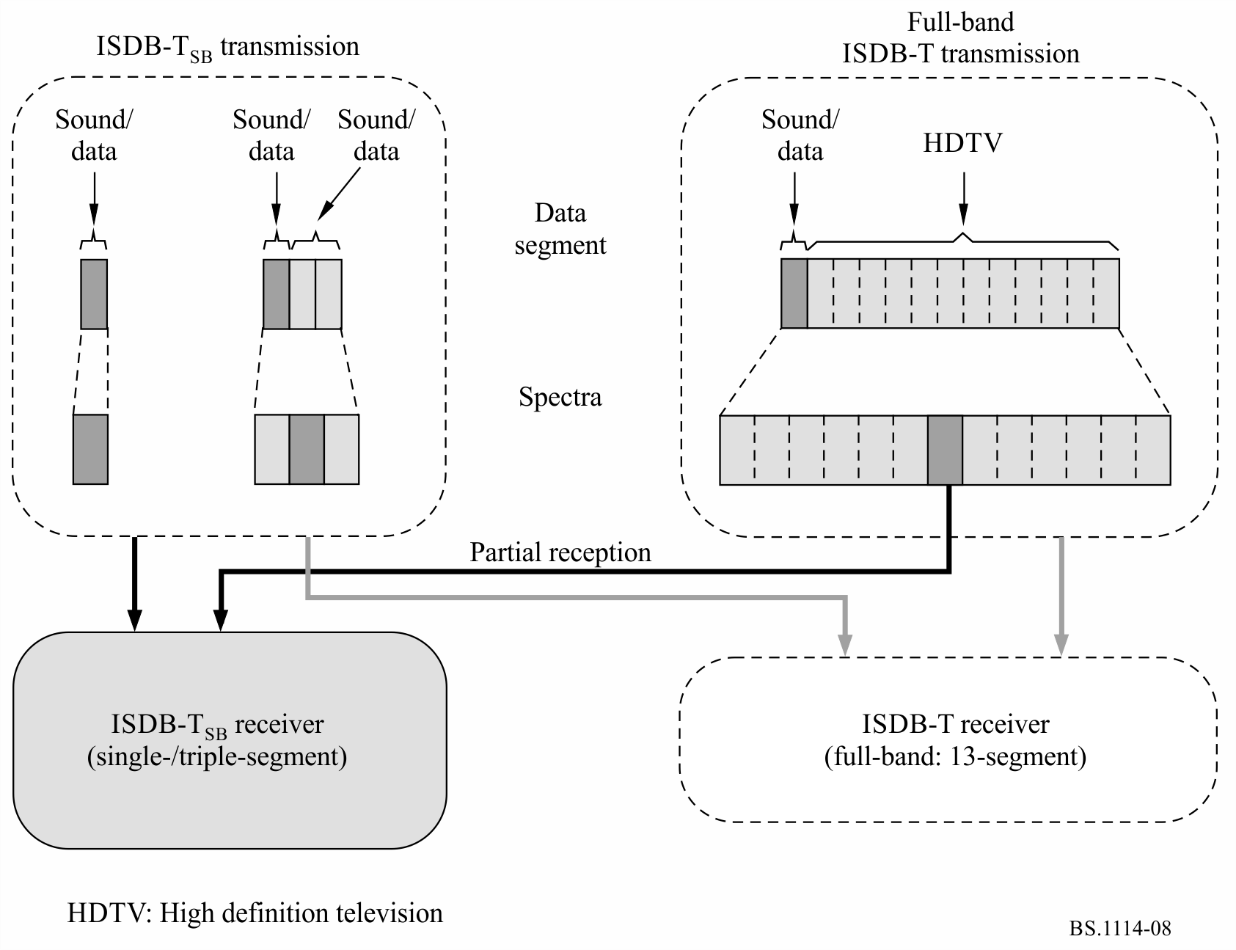 ISDB-T_SB transmission
Full-band
ISDB-T transmission
Sound/
data
Sound/
data
Sound/
data
Sound/
data
HDTV
Data
segment
Spectra
Partial reception
ISDB-T_SB receiver
(single-/triple-segment)
ISDB-T receiver
(full-band: 13-segment)
HDTV: High definition television
BS.1114-08